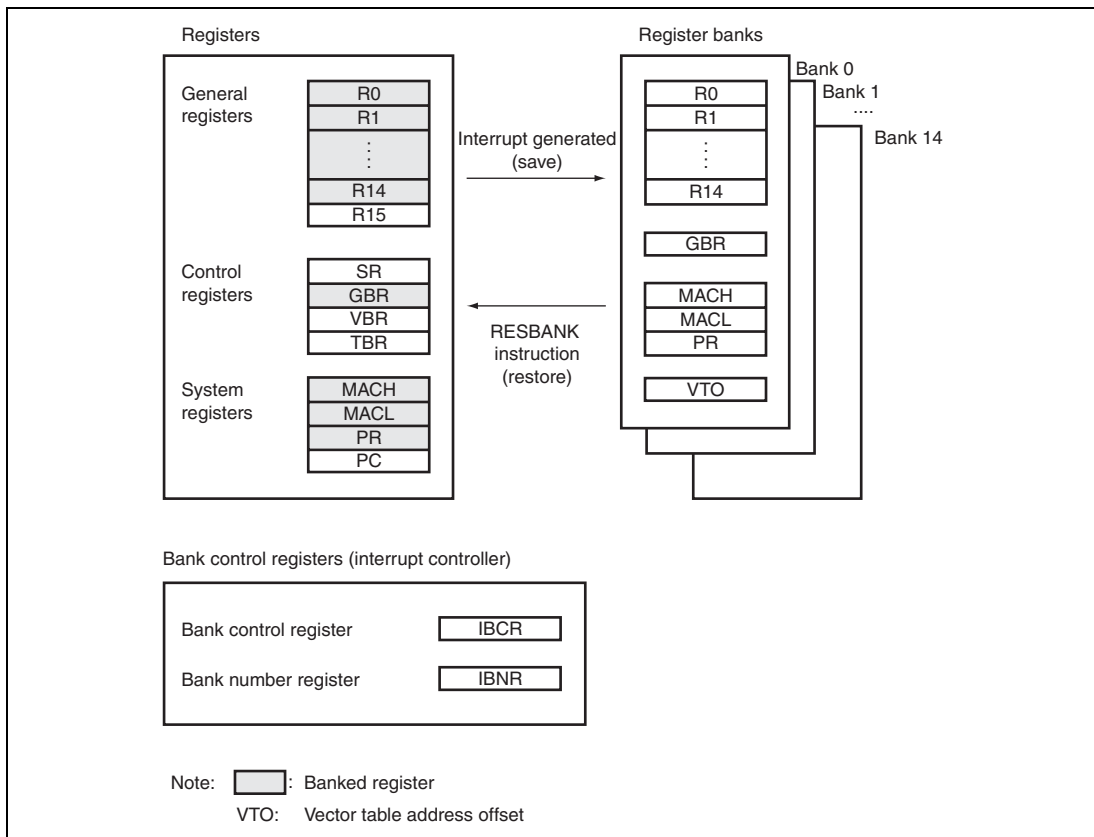 Registers
General
registers
R0
R1
R14
R15
Control
registers
SR
GBR
VBR
TBR
System
registers
MACH
MACL
PR
PC
Interrupt generated
(save)
RESBANK
instruction
(restore)
Register banks
Bank 0
Bank 1
....
Bank 14
R0
R1
R14
GBR
MACH
MACL
PR
VTO
Bank control registers (interrupt controller)
Bank control register
IBCR
Bank number register
IBNR
Note: : Banked register
VTO: Vector table address offset